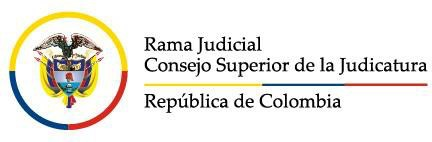 Rama Judicial
Consejo Superior de la Judicatura
República de Colombia